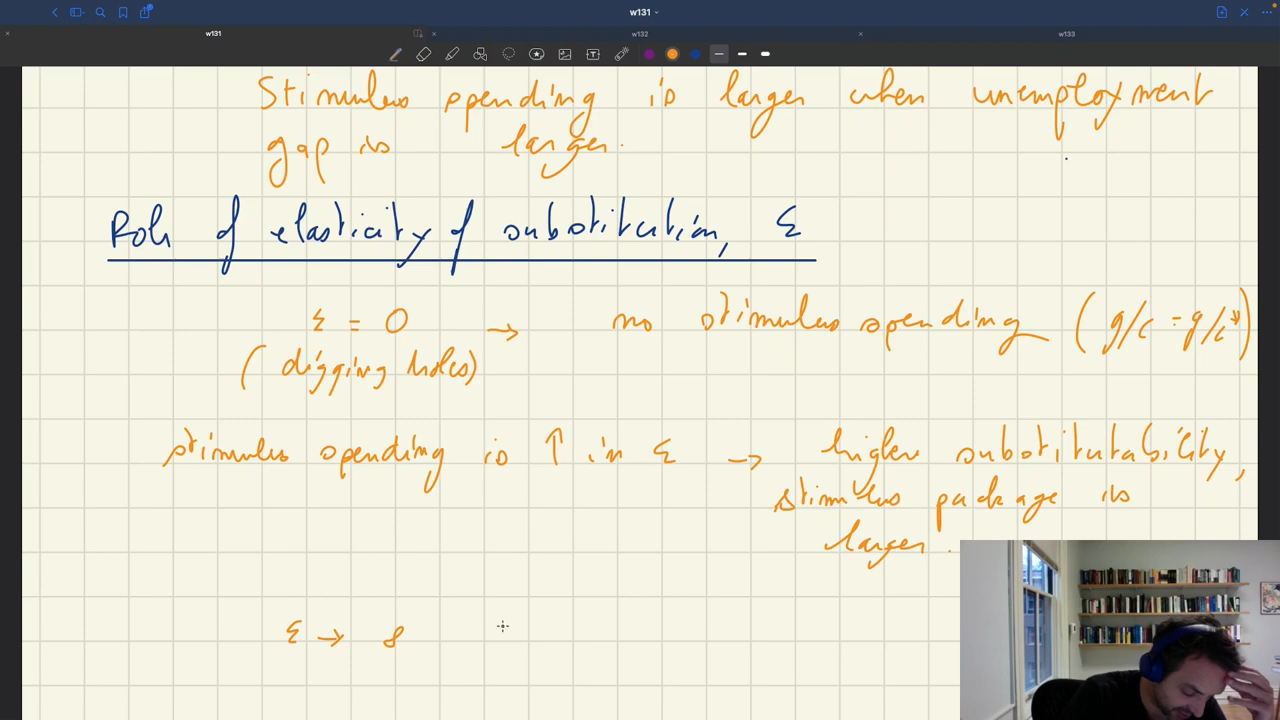 w131
w131
w132
w133
Stimulus spending is larger when unemployment
gap is larger.
Role of elasticity of substitution, ε
ε = 0 → no stimulus spending (g/c = g/c*)
(digging holes)
stimulus spending is ↑ in ε → higher substitutability,
stimulus package is
larger.
ε →